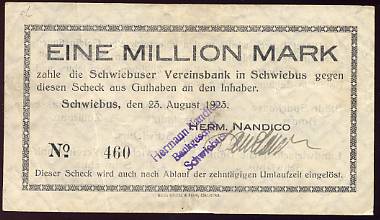 EINE MILLION MARK
zahle die Schwiebuser Vereinsbank in Schwiebus gegen
diesen Scheck aus Guthaben an den Inhaber.
Schwiebus, den 23. August 1923.
HERM. NANDICO
Hermann Nandico
Bankgesch
Schwiebus
No 460
Dieser Scheck wird auch nach Ablauf der zehntägigen Umlaufzeit eingelöst.